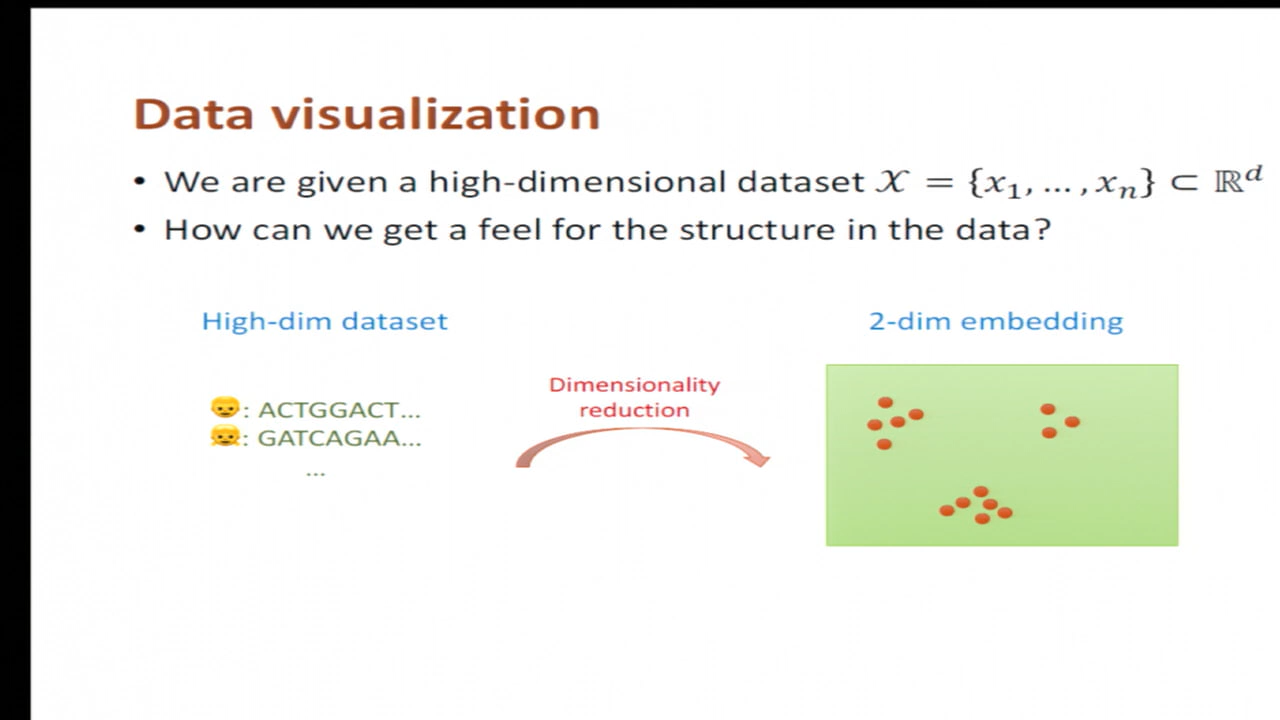 Data visualization
• We are given a high-dimensional dataset 𝒳 = {x₁, … , xₙ} ⊂ ℝᵈ
• How can we get a feel for the structure in the data?
High-dim dataset
2-dim embedding
Dimensionality
reduction
👦: ACTGGACT...
👧: GATCAGAA...
...